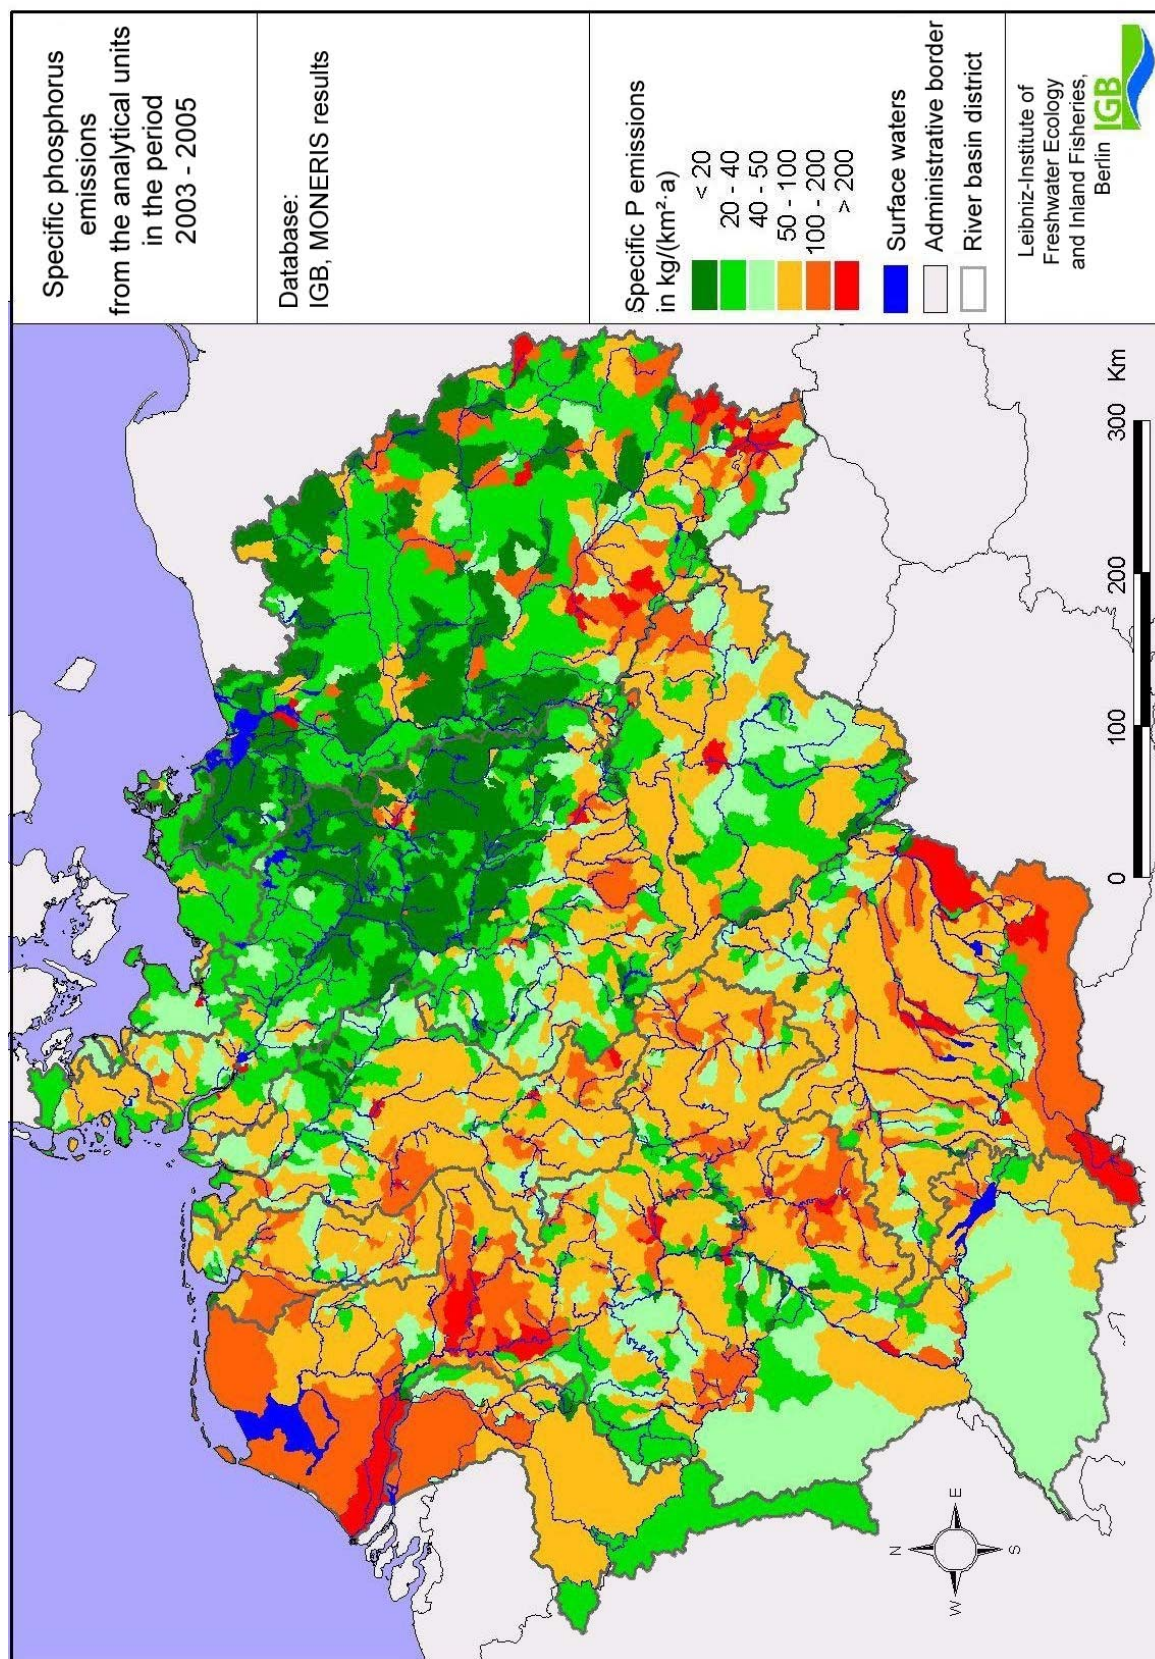 Specific phosphorus
emissions
from the analytical units
in the period
2003 - 2005
Database:
IGB, MONERIS results
Specific P emissions
in kg/(km²·a)
< 20
20 - 40
40 - 50
50 - 100
100 - 200
> 200
Surface waters
Administrative border
River basin district
Leibniz-Institute of
Freshwater Ecology
and Inland Fisheries,
Berlin
IGB
0 100 200 300 Km
N
W E
S